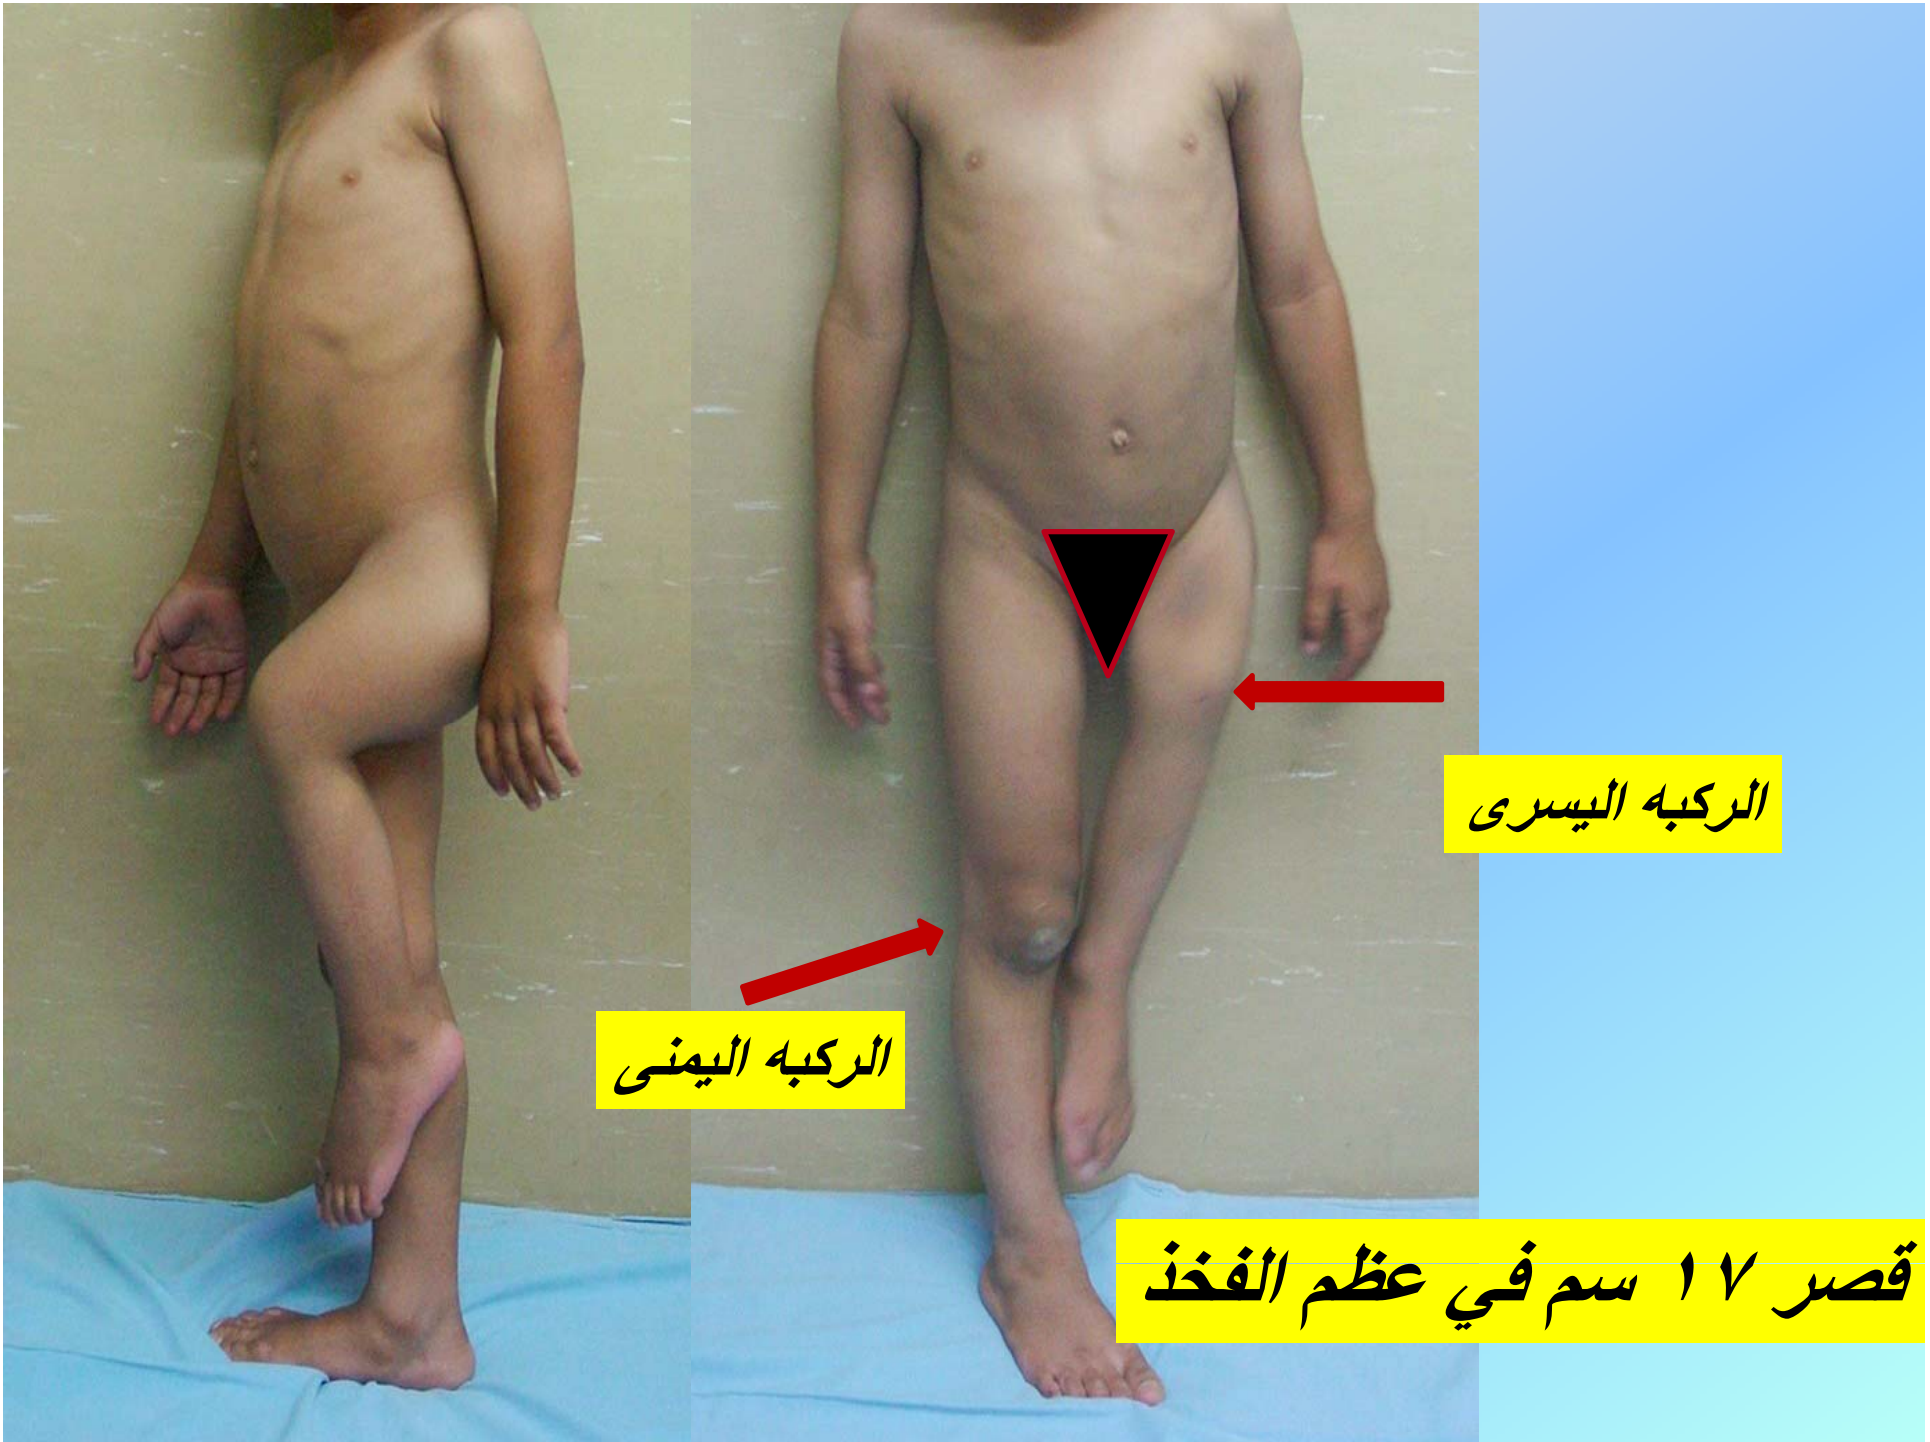 الركبه اليسرى
الركبه اليمنى
قصر ١٧ سم في عظم الفخذ